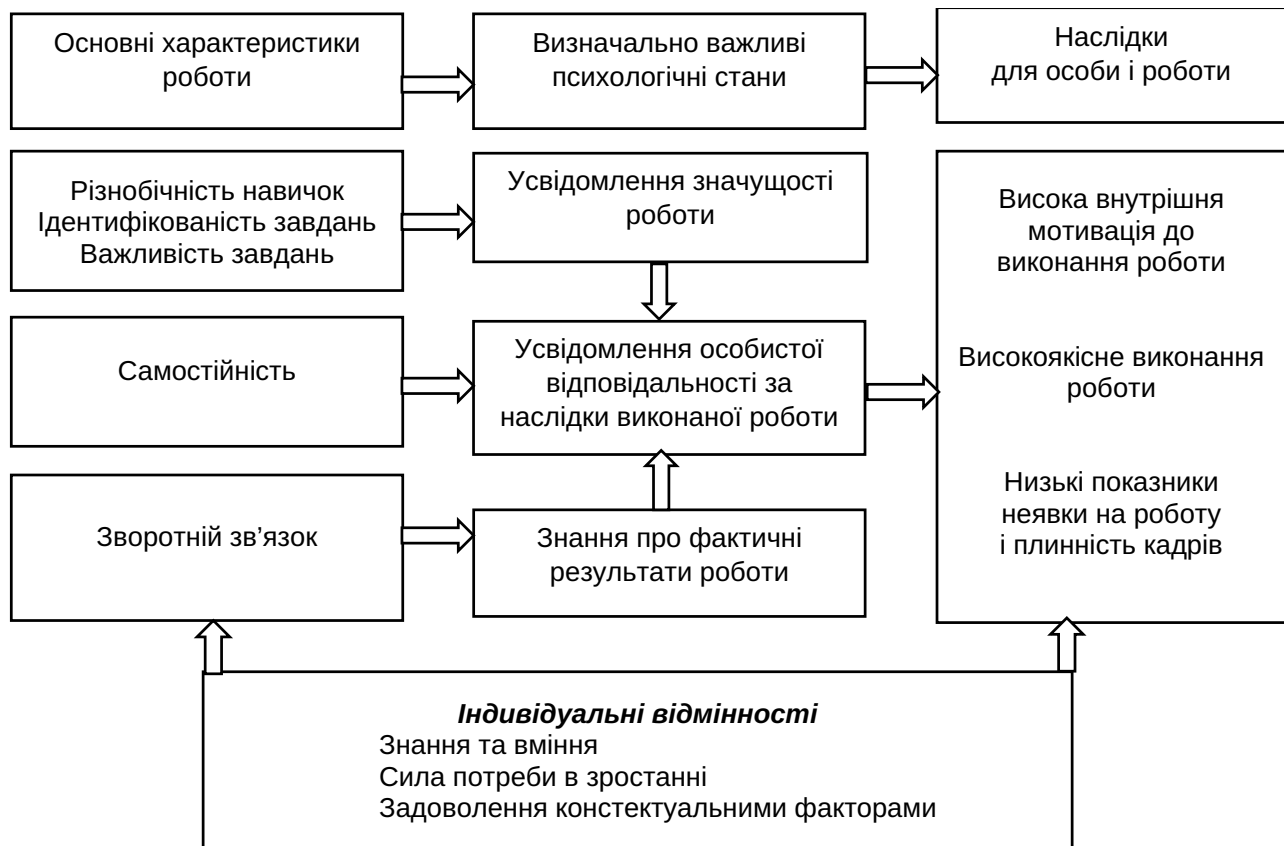 Основні характеристики
роботи
Визначально важливі
психологічні стани
Наслідки
для особи і роботи
Різнобічність навичок
Ідентифікованість завдань
Важливість завдань
Усвідомлення значущості
роботи
Висока внутрішня
мотивація до
виконання роботи
Самостійність
Усвідомлення особистої
відповідальності за
наслідки виконаної роботи
Високоякісне виконання
роботи
Зворотній зв’язок
Знання про фактичні
результати роботи
Низькі показники
неявки на роботу
і плинність кадрів
Індивідуальні відмінності
Знання та вміння
Сила потреби в зростанні
Задоволення констектуальними факторами